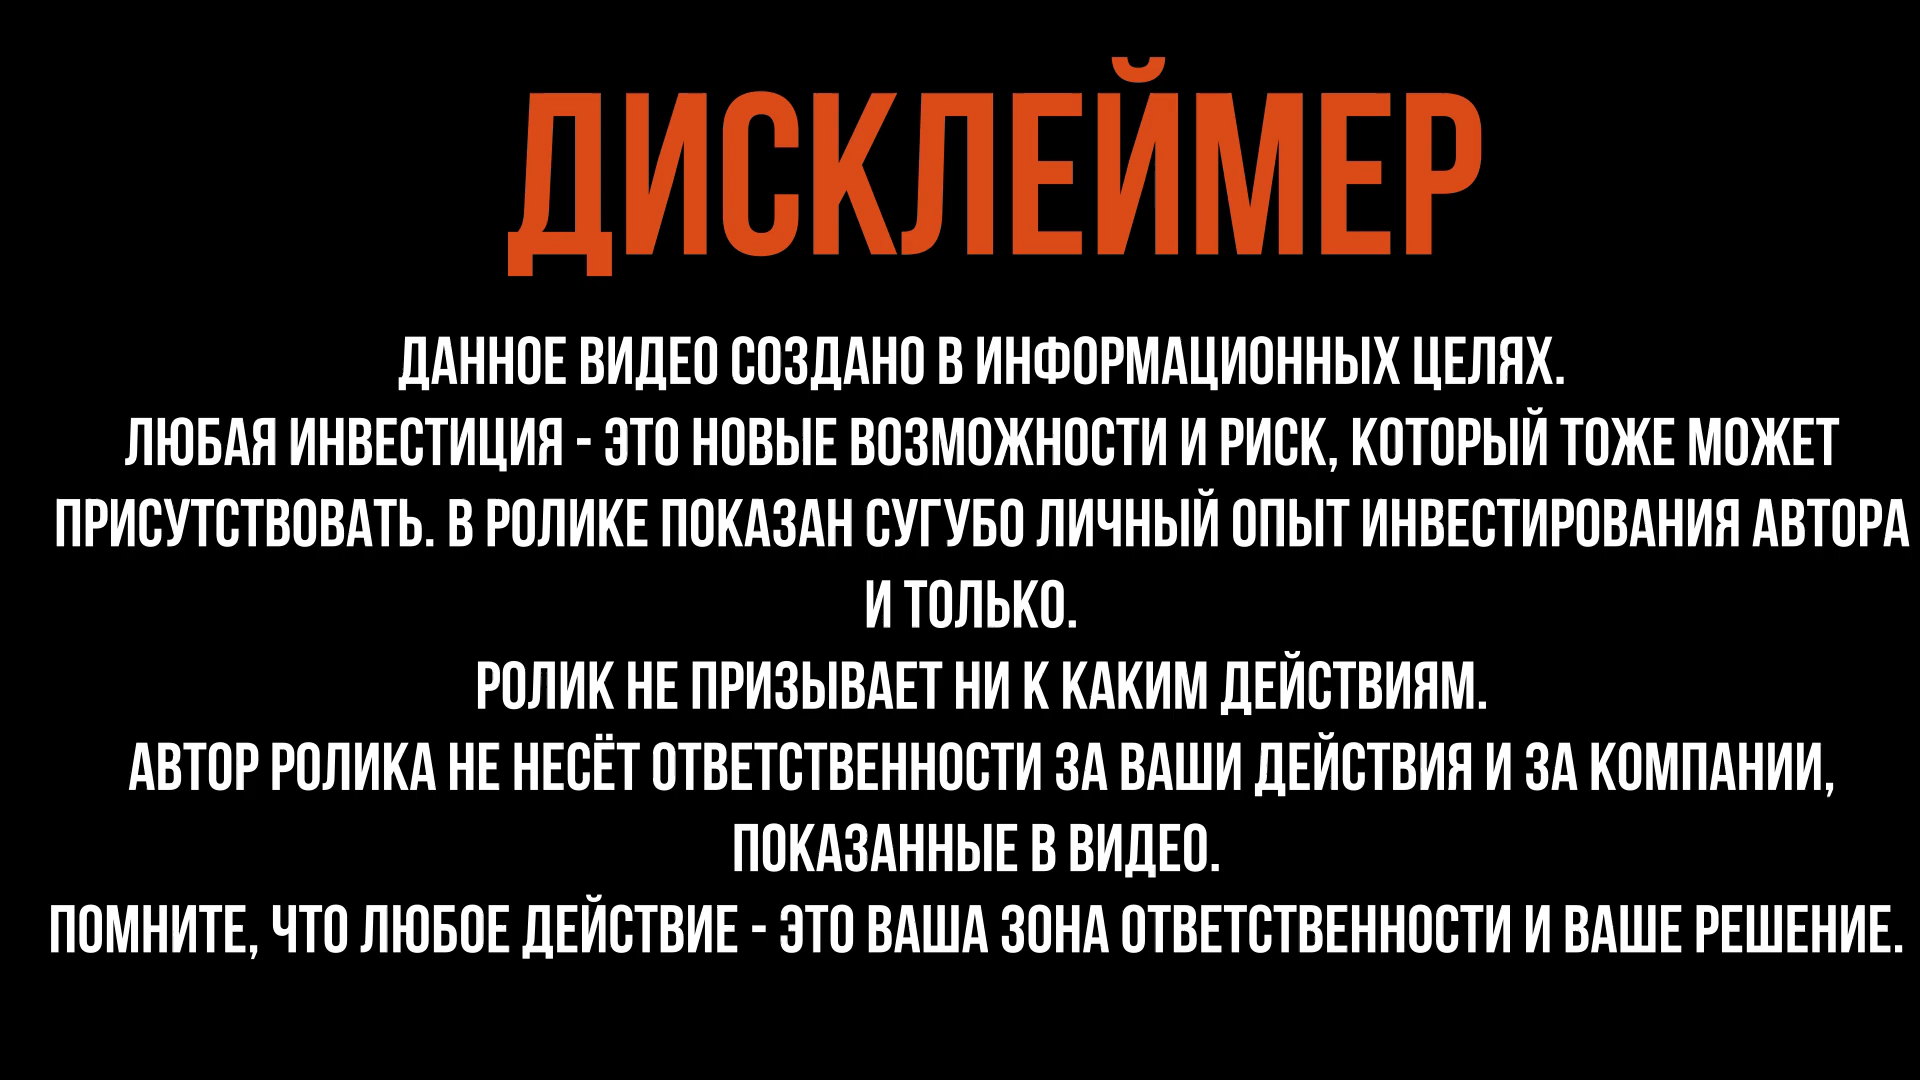 ДИСКЛЕЙМЕР
ДАННОЕ ВИДЕО СОЗДАНО В ИНФОРМАЦИОННЫХ ЦЕЛЯХ.
ЛЮБАЯ ИНВЕСТИЦИЯ - ЭТО НОВЫЕ ВОЗМОЖНОСТИ И РИСК, КОТОРЫЙ ТОЖЕ МОЖЕТ
ПРИСУТСТВОВАТЬ. В РОЛИКЕ ПОКАЗАН СУГУБО ЛИЧНЫЙ ОПЫТ ИНВЕСТИРОВАНИЯ АВТОРА
И ТОЛЬКО.
РОЛИК НЕ ПРИЗЫВАЕТ НИ К КАКИМ ДЕЙСТВИЯМ.
АВТОР РОЛИКА НЕ НЕСЁТ ОТВЕТСТВЕННОСТИ ЗА ВАШИ ДЕЙСТВИЯ И ЗА КОМПАНИИ,
ПОКАЗАННЫЕ В ВИДЕО.
ПОМНИТЕ, ЧТО ЛЮБОЕ ДЕЙСТВИЕ - ЭТО ВАША ЗОНА ОТВЕТСТВЕННОСТИ И ВАШЕ РЕШЕНИЕ.